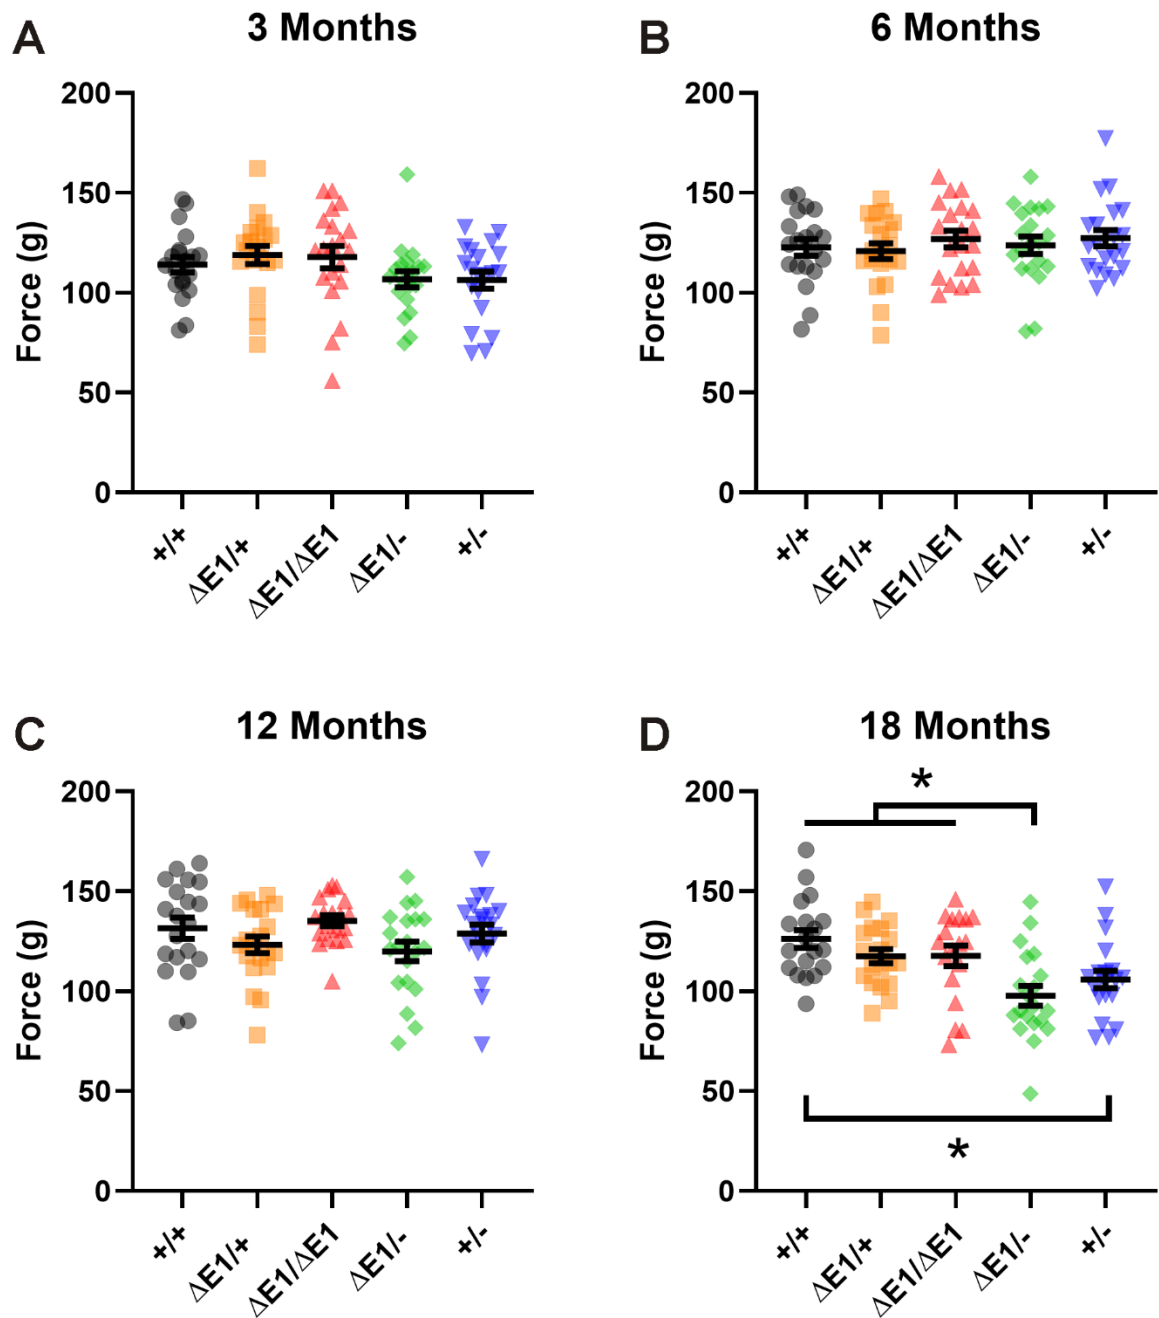 A
3 Months
Force (g)
200
150
100
50
0
+/+
ΔE1/+
ΔE1/ΔE1
ΔE1/-
+/-
B
6 Months
Force (g)
200
150
100
50
0
+/+
ΔE1/+
ΔE1/ΔE1
ΔE1/-
+/-
C
12 Months
Force (g)
200
150
100
50
0
+/+
ΔE1/+
ΔE1/ΔE1
ΔE1/-
+/-
D
18 Months
Force (g)
200
150
100
50
0
*
*
+/+
ΔE1/+
ΔE1/ΔE1
ΔE1/-
+/-